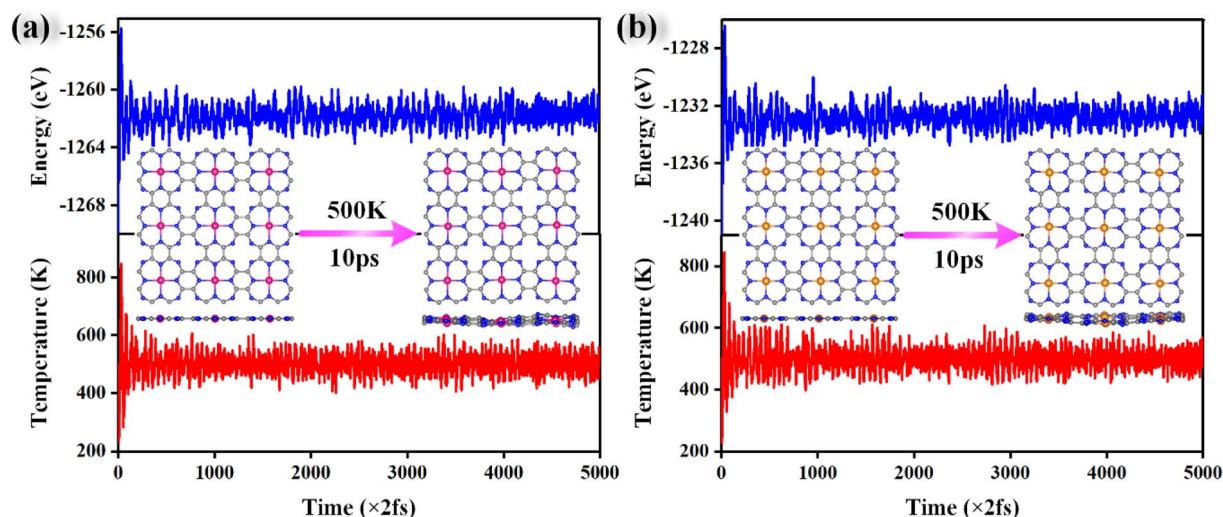 (a)
-1256
-1260
-1264
-1268
Energy (eV)
500K
10ps
800
600
400
200
Temperature (K)
0 1000 2000 3000 4000 5000
Time (×2fs)
(b)
-1228
-1232
-1236
-1240
Energy (eV)
500K
10ps
800
600
400
200
Temperature (K)
0 1000 2000 3000 4000 5000
Time (×2fs)